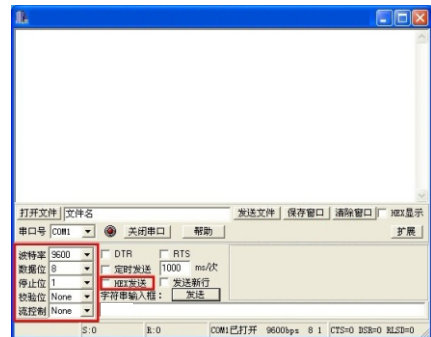 打开文件 文件名 发送文件 保存窗口 清除窗口 HEX显示
串口号 COM1 关闭串口 帮助 扩展
波特率 9600 DTR RTS
数据位 8 定时发送 1000 ms/次
停止位 1 HEX发送 发送新行
校验位 None 字符串输入框: 发送
流控制 None
S:0 R:0 COM1已打开 9600bps 8 1 CTS=0 DSR=0 RLSD=0